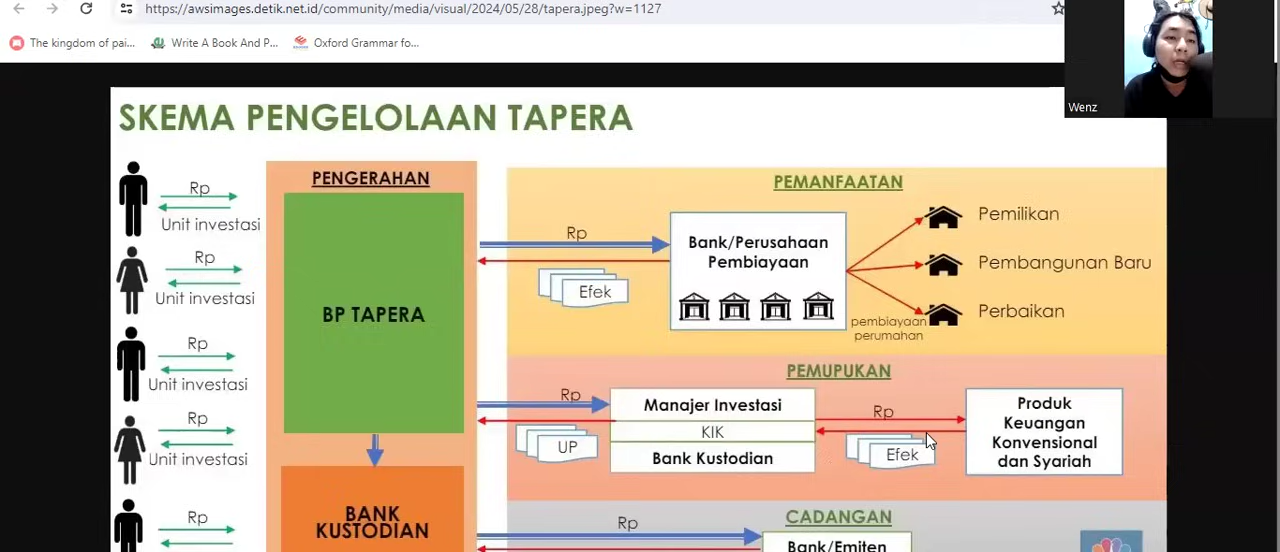 https://awsimages.detik.net.id/community/media/visual/2024/05/28/tapera.jpeg?w=1127
The kingdom of pai...
Write A Book And P...
Oxford Grammar fo...
Wenz
SKEMA PENGELOLAAN TAPERA
Rp
Unit investasi
Rp
Unit investasi
Rp
Unit investasi
Rp
Unit investasi
Rp
PENGERAHAN
BP TAPERA
BANK
KUSTODIAN
PEMANFAATAN
Rp
Efek
Bank/Perusahaan
Pembiayaan
pembiayaan
perumahan
Pemilikan
Pembangunan Baru
Perbaikan
PEMUPUKAN
Rp
UP
Manajer Investasi
KIK
Bank Kustodian
Rp
Efek
Produk
Keuangan
Konvensional
dan Syariah
CADANGAN
Rp
Bank/Emiten